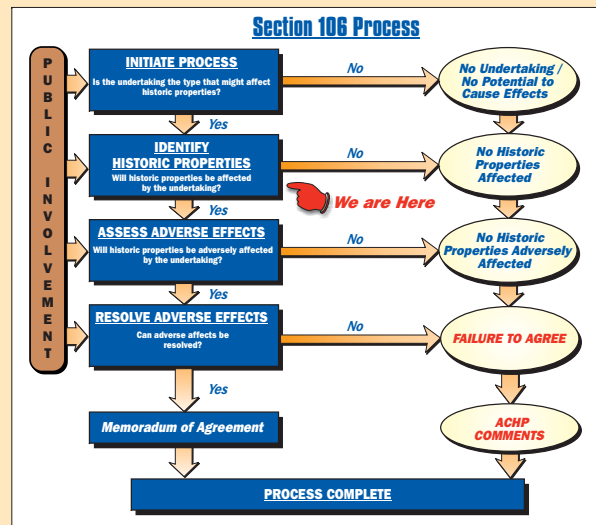 Section 106 Process
PUBLIC INVOLVEMENT
INITIATE PROCESS
Is the undertaking the type that might affect
historic properties?
No
No Undertaking /
No Potential to
Cause Effects
Yes
IDENTIFY
HISTORIC PROPERTIES
Will historic properties be affected
by the undertaking?
No
No Historic
Properties
Affected
We are Here
Yes
ASSESS ADVERSE EFFECTS
Will historic properties be adversely affected
by the undertaking?
No
No Historic
Properties Adversely
Affected
Yes
RESOLVE ADVERSE EFFECTS
Can adverse affects be
resolved?
No
FAILURE TO AGREE
Yes
Memoradum of Agreement
ACHP
COMMENTS
PROCESS COMPLETE